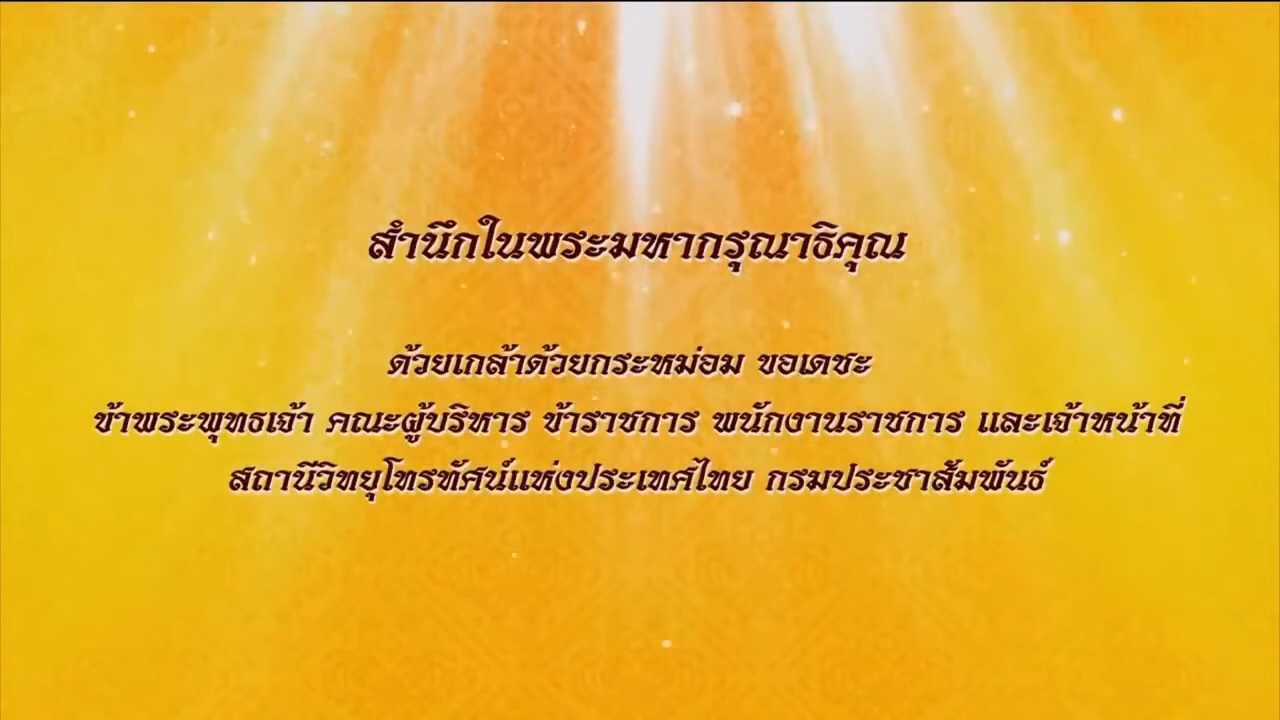 สำนึกในพระมหากรุณาธิคุณ
ด้วยเกล้าด้วยกระหม่อม ขอเดชะ
ข้าพระพุทธเจ้า คณะผู้บริหาร ข้าราชการ พนักงานราชการ และเจ้าหน้าที่
สถานีวิทยุโทรทัศน์แห่งประเทศไทย กรมประชาสัมพันธ์